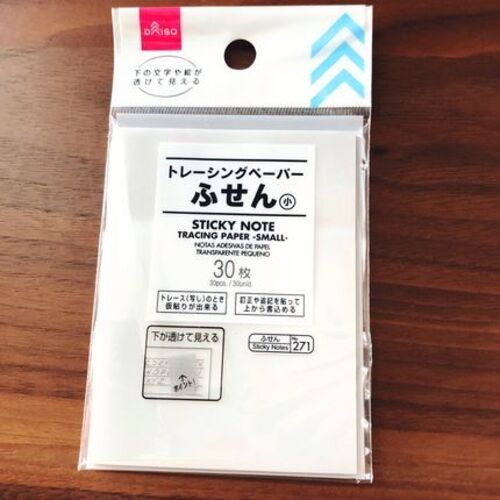 DAISO
下の文字や絵が
透けて見える
トレーシングペーパー
ふせん小
STICKY NOTE
TRACING PAPER -SMALL-
NOTAS ADESIVAS DE PAPEL
TRANSPARENTE PEQUENO
30枚
30pcs. / 30unid.
トレース(写し)のとき
仮貼りが出来る
訂正や追記を貼って
上から書込める
下が透けて見える
ポイント!
ふせん
Sticky Notes
No.
271